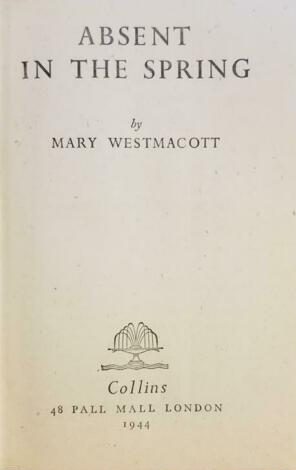 ABSENT
IN THE SPRING
by
MARY WESTMACOTT
Collins
48 PALL MALL LONDON
1944